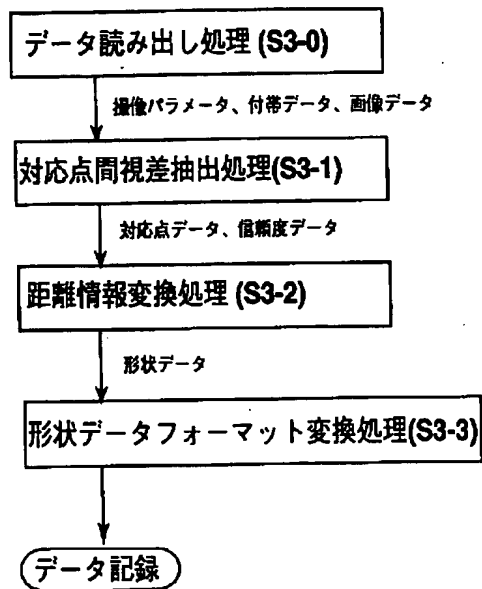 データ読み出し処理 (S3-0)
撮像パラメータ、付帯データ、画像データ
対応点間視差抽出処理(S3-1)
対応点データ、信頼度データ
距離情報変換処理 (S3-2)
形状データ
形状データフォーマット変換処理(S3-3)
データ記録